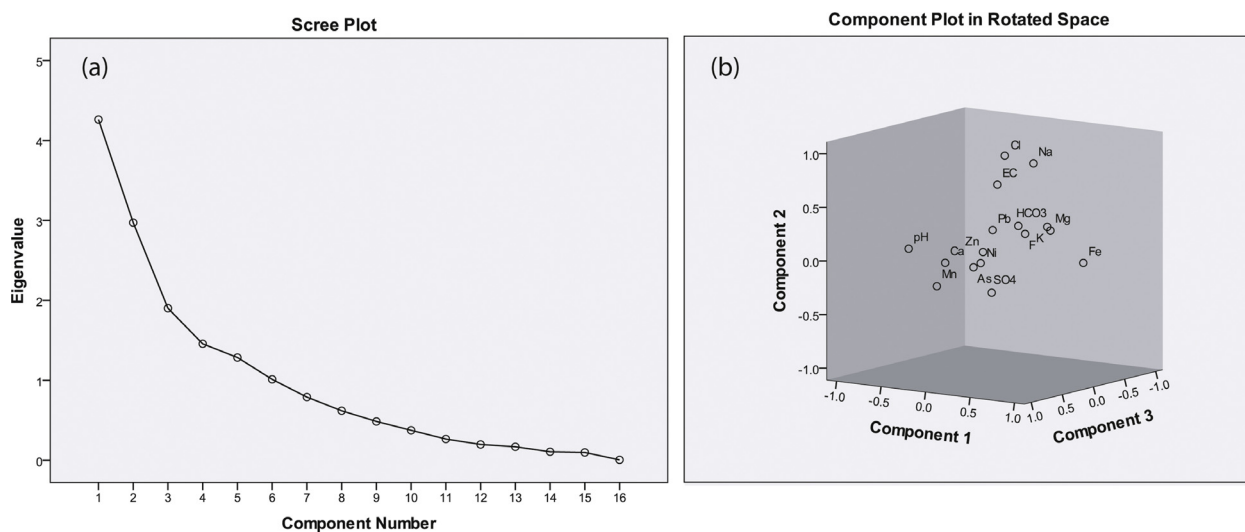 Scree Plot
(a)
5
4
3
2
1
0
Eigenvalue
1 2 3 4 5 6 7 8 9 10 11 12 13 14 15 16
Component Number
Component Plot in Rotated Space
(b)
1.0
0.5
0.0
-0.5
-1.0
Component 2
Cl
Na
EC
Pb
HCO3
Mg
pH
Zn
K
F
Ca
Ni
Fe
Mn
As
SO4
-1.0 -0.5 0.0 0.5 1.0
Component 1
1.0 0.5 0.0 -0.5 -1.0
Component 3